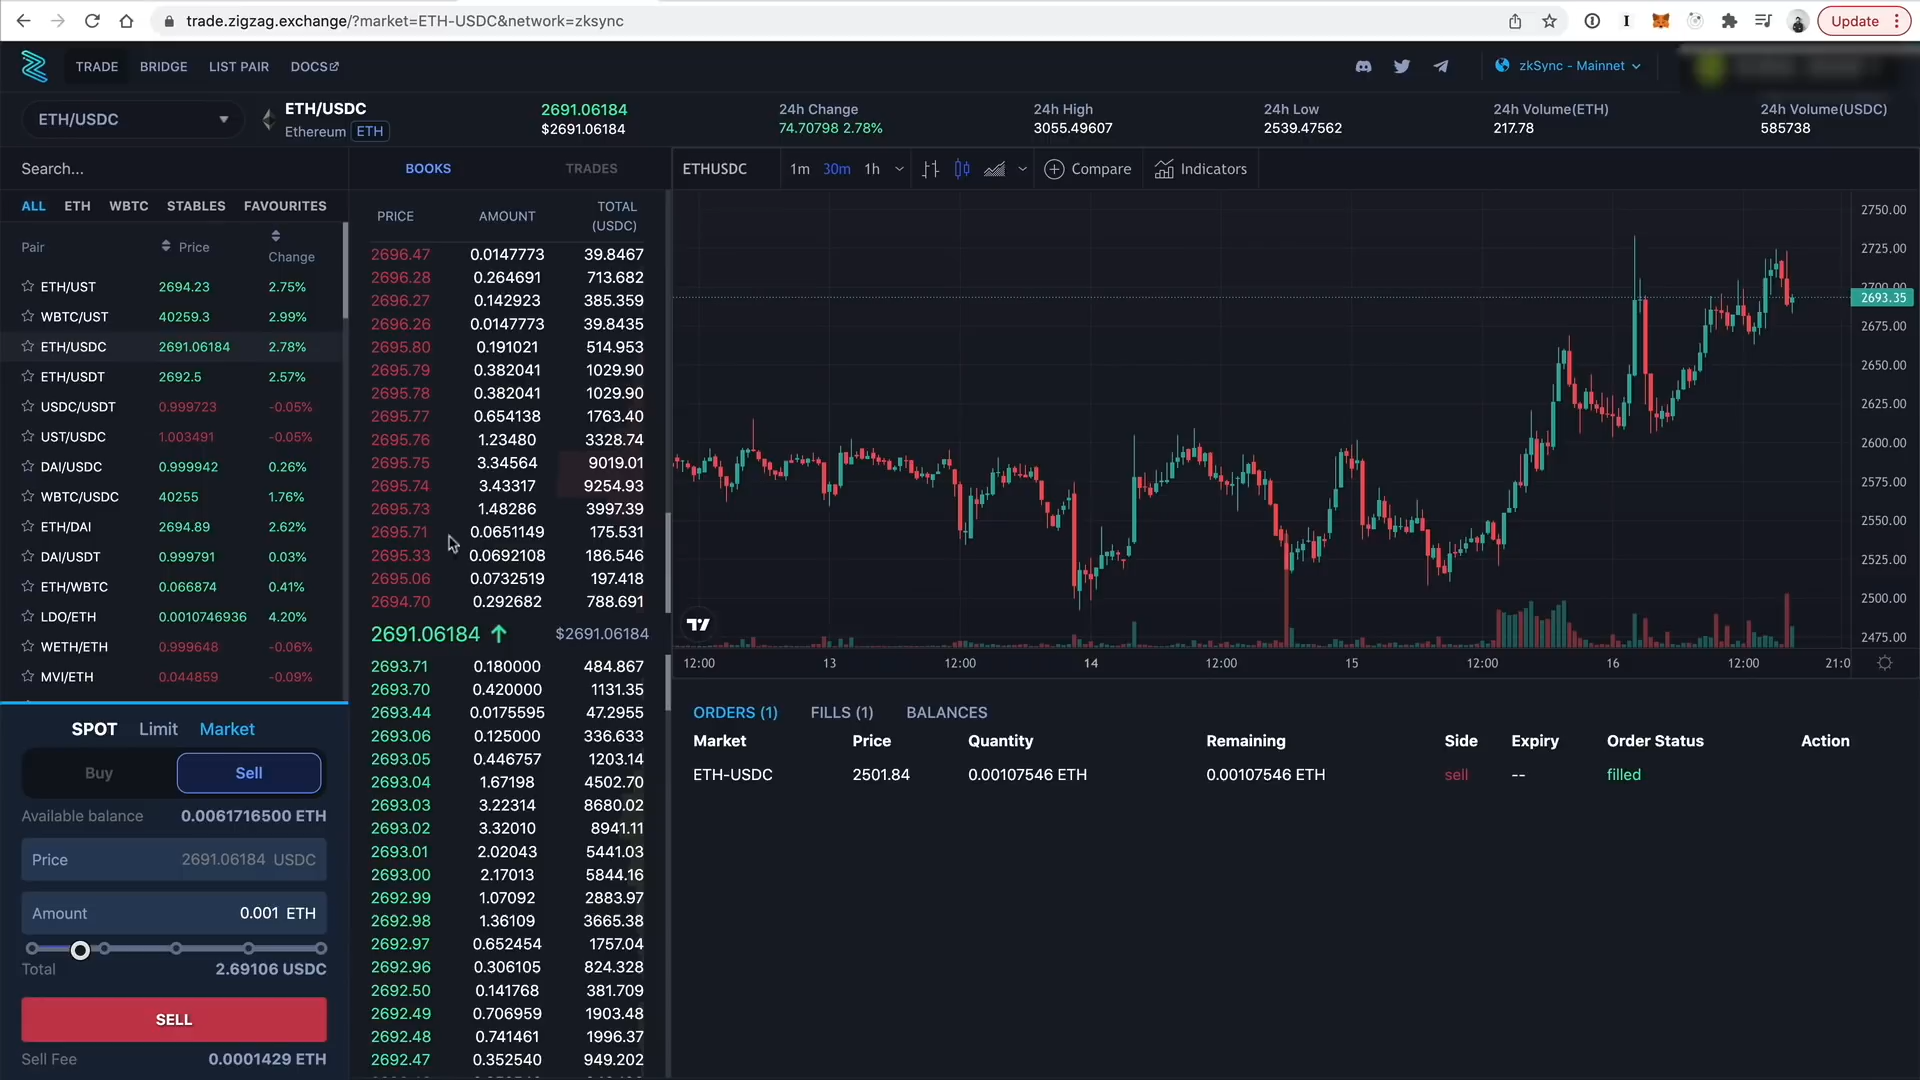 trade.zigzag.exchange/?market=ETH-USDC&network=zksync
Update
TRADE BRIDGE LIST PAIR DOCS
zkSync - Mainnet
ETH/USDC
ETH/USDC
Ethereum ETH
2691.06184
$2691.06184
24h Change
74.70798 2.78%
24h High
3055.49607
24h Low
2539.47562
24h Volume(ETH)
217.78
24h Volume(USDC)
585738
Search...
ALL ETH WBTC STABLES FAVOURITES
Pair Price Change
ETH/UST 2694.23 2.75%
WBTC/UST 40259.3 2.99%
ETH/USDC 2691.06184 2.78%
ETH/USDT 2692.5 2.57%
USDC/USDT 0.999723 -0.05%
UST/USDC 1.003491 -0.05%
DAI/USDC 0.999942 0.26%
WBTC/USDC 40255 1.76%
ETH/DAI 2694.89 2.62%
DAI/USDT 0.999791 0.03%
ETH/WBTC 0.066874 0.41%
LDO/ETH 0.0010746936 4.20%
WETH/ETH 0.999648 -0.06%
MVI/ETH 0.044859 -0.09%
SPOT Limit Market
Buy Sell
Available balance 0.0061716500 ETH
Price 2691.06184 USDC
Amount 0.001 ETH
Total 2.69106 USDC
SELL
Sell Fee 0.0001429 ETH
BOOKS TRADES
PRICE AMOUNT TOTAL (USDC)
2696.47 0.0147773 39.8467
2696.28 0.264691 713.682
2696.27 0.142923 385.359
2696.26 0.0147773 39.8435
2695.80 0.191021 514.953
2695.79 0.382041 1029.90
2695.78 0.382041 1029.90
2695.77 0.654138 1763.40
2695.76 1.23480 3328.74
2695.75 3.34564 9019.01
2695.74 3.43317 9254.93
2695.73 1.48286 3997.39
2695.71 0.0651149 175.531
2695.33 0.0692108 186.546
2695.06 0.0732519 197.418
2694.70 0.292682 788.691
2691.06184 $2691.06184
2693.71 0.180000 484.867
2693.70 0.420000 1131.35
2693.44 0.0175595 47.2955
2693.06 0.125000 336.633
2693.05 0.446757 1203.14
2693.04 1.67198 4502.70
2693.03 3.22314 8680.02
2693.02 3.32010 8941.11
2693.01 2.02043 5441.03
2693.00 2.17013 5844.16
2692.99 1.07092 2883.97
2692.98 1.36109 3665.38
2692.97 0.652454 1757.04
2692.96 0.306105 824.328
2692.50 0.141768 381.709
2692.49 0.706959 1903.48
2692.48 0.741461 1996.37
2692.47 0.352540 949.202
ETHUSDC 1m 30m 1h Compare Indicators
2750.00
2725.00
2700.00
2693.35
2675.00
2650.00
2625.00
2600.00
2575.00
2550.00
2525.00
2500.00
2475.00
12:00 13 12:00 14 12:00 15 12:00 16 12:00 21:0
ORDERS (1) FILLS (1) BALANCES
Market Price Quantity Remaining Side Expiry Order Status Action
ETH-USDC 2501.84 0.00107546 ETH 0.00107546 ETH sell -- filled